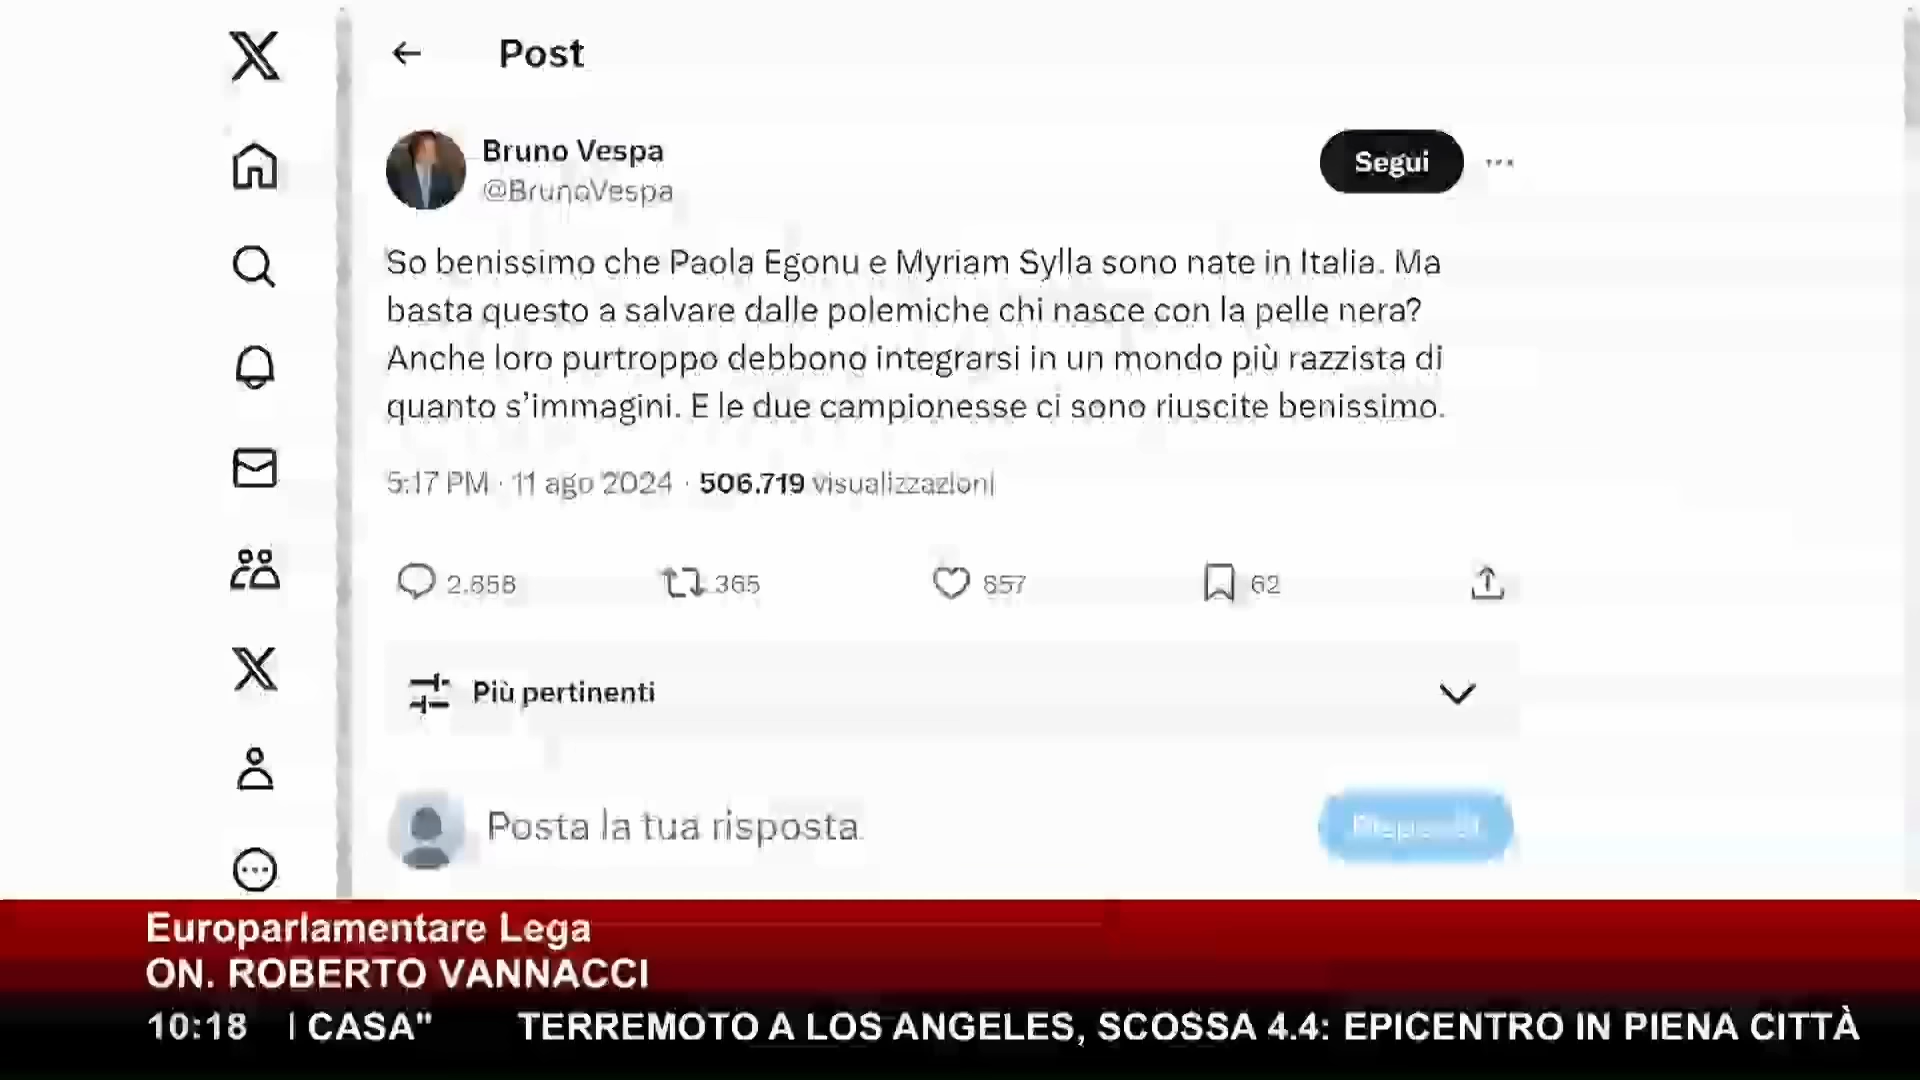 Post
Bruno Vespa
@BrunoVespa
Segui
So benissimo che Paola Egonu e Myriam Sylla sono nate in Italia. Ma
basta questo a salvare dalle polemiche chi nasce con la pelle nera?
Anche loro purtroppo debbono integrarsi in un mondo più razzista di
quanto s'immagini. E le due campionesse ci sono riuscite benissimo.
5:17 PM · 11 ago 2024 · 506.719 visualizzazioni
365
62
Più pertinenti
Posta la tua risposta
Europarlamentare Lega
ON. ROBERTO VANNACCI
10:18 I CASA" TERREMOTO A LOS ANGELES, SCOSSA 4.4: EPICENTRO IN PIENA CITTÀ